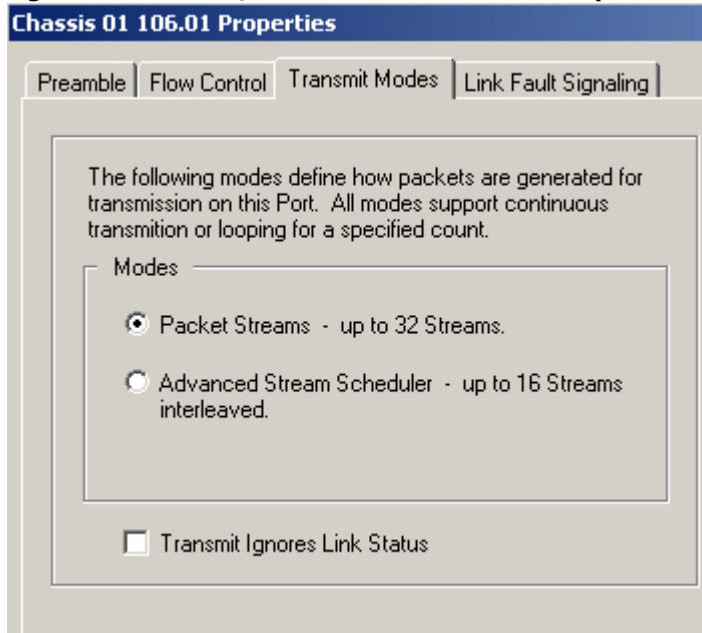 Chassis 01 106.01 Properties
Preamble Flow Control Transmit Modes Link Fault Signaling
The following modes define how packets are generated for
transmission on this Port. All modes support continuous
transmition or looping for a specified count.
Modes
Packet Streams - up to 32 Streams.
Advanced Stream Scheduler - up to 16 Streams
interleaved.
Transmit Ignores Link Status